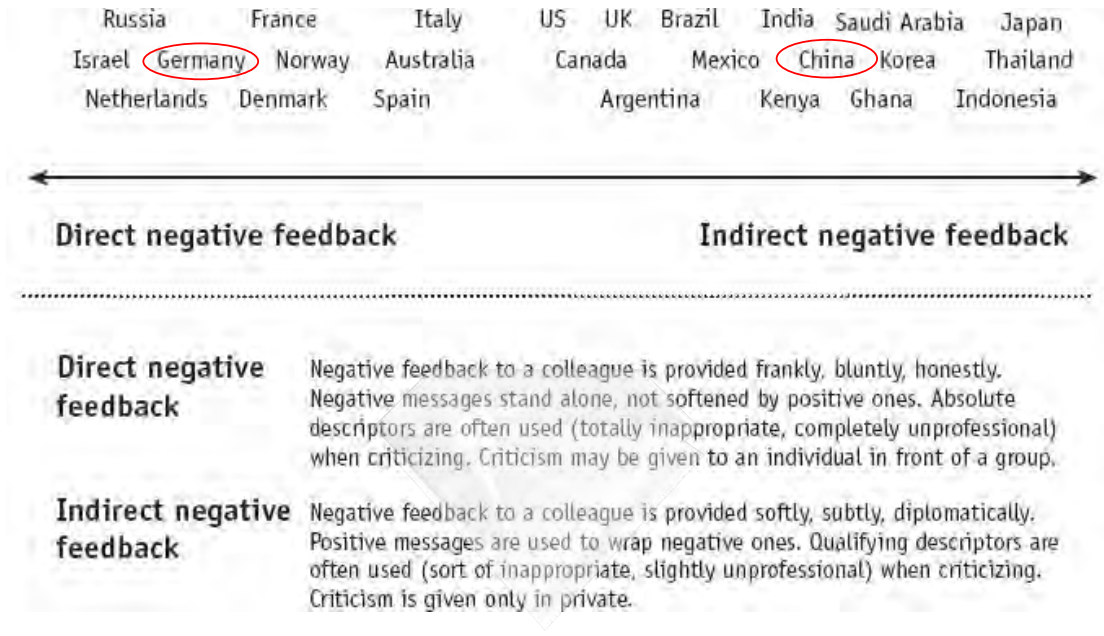 Russia France Italy US UK Brazil India Saudi Arabia Japan
Israel Germany Norway Australia Canada Mexico China Korea Thailand
Netherlands Denmark Spain Argentina Kenya Ghana Indonesia
Direct negative feedback Indirect negative feedback
Direct negative feedback
Negative feedback to a colleague is provided frankly, bluntly, honestly.
Negative messages stand alone, not softened by positive ones. Absolute
descriptors are often used (totally inappropriate, completely unprofessional)
when criticizing. Criticism may be given to an individual in front of a group.
Indirect negative feedback
Negative feedback to a colleague is provided softly, subtly, diplomatically.
Positive messages are used to wrap negative ones. Qualifying descriptors are
often used (sort of inappropriate, slightly unprofessional) when criticizing.
Criticism is given only in private.